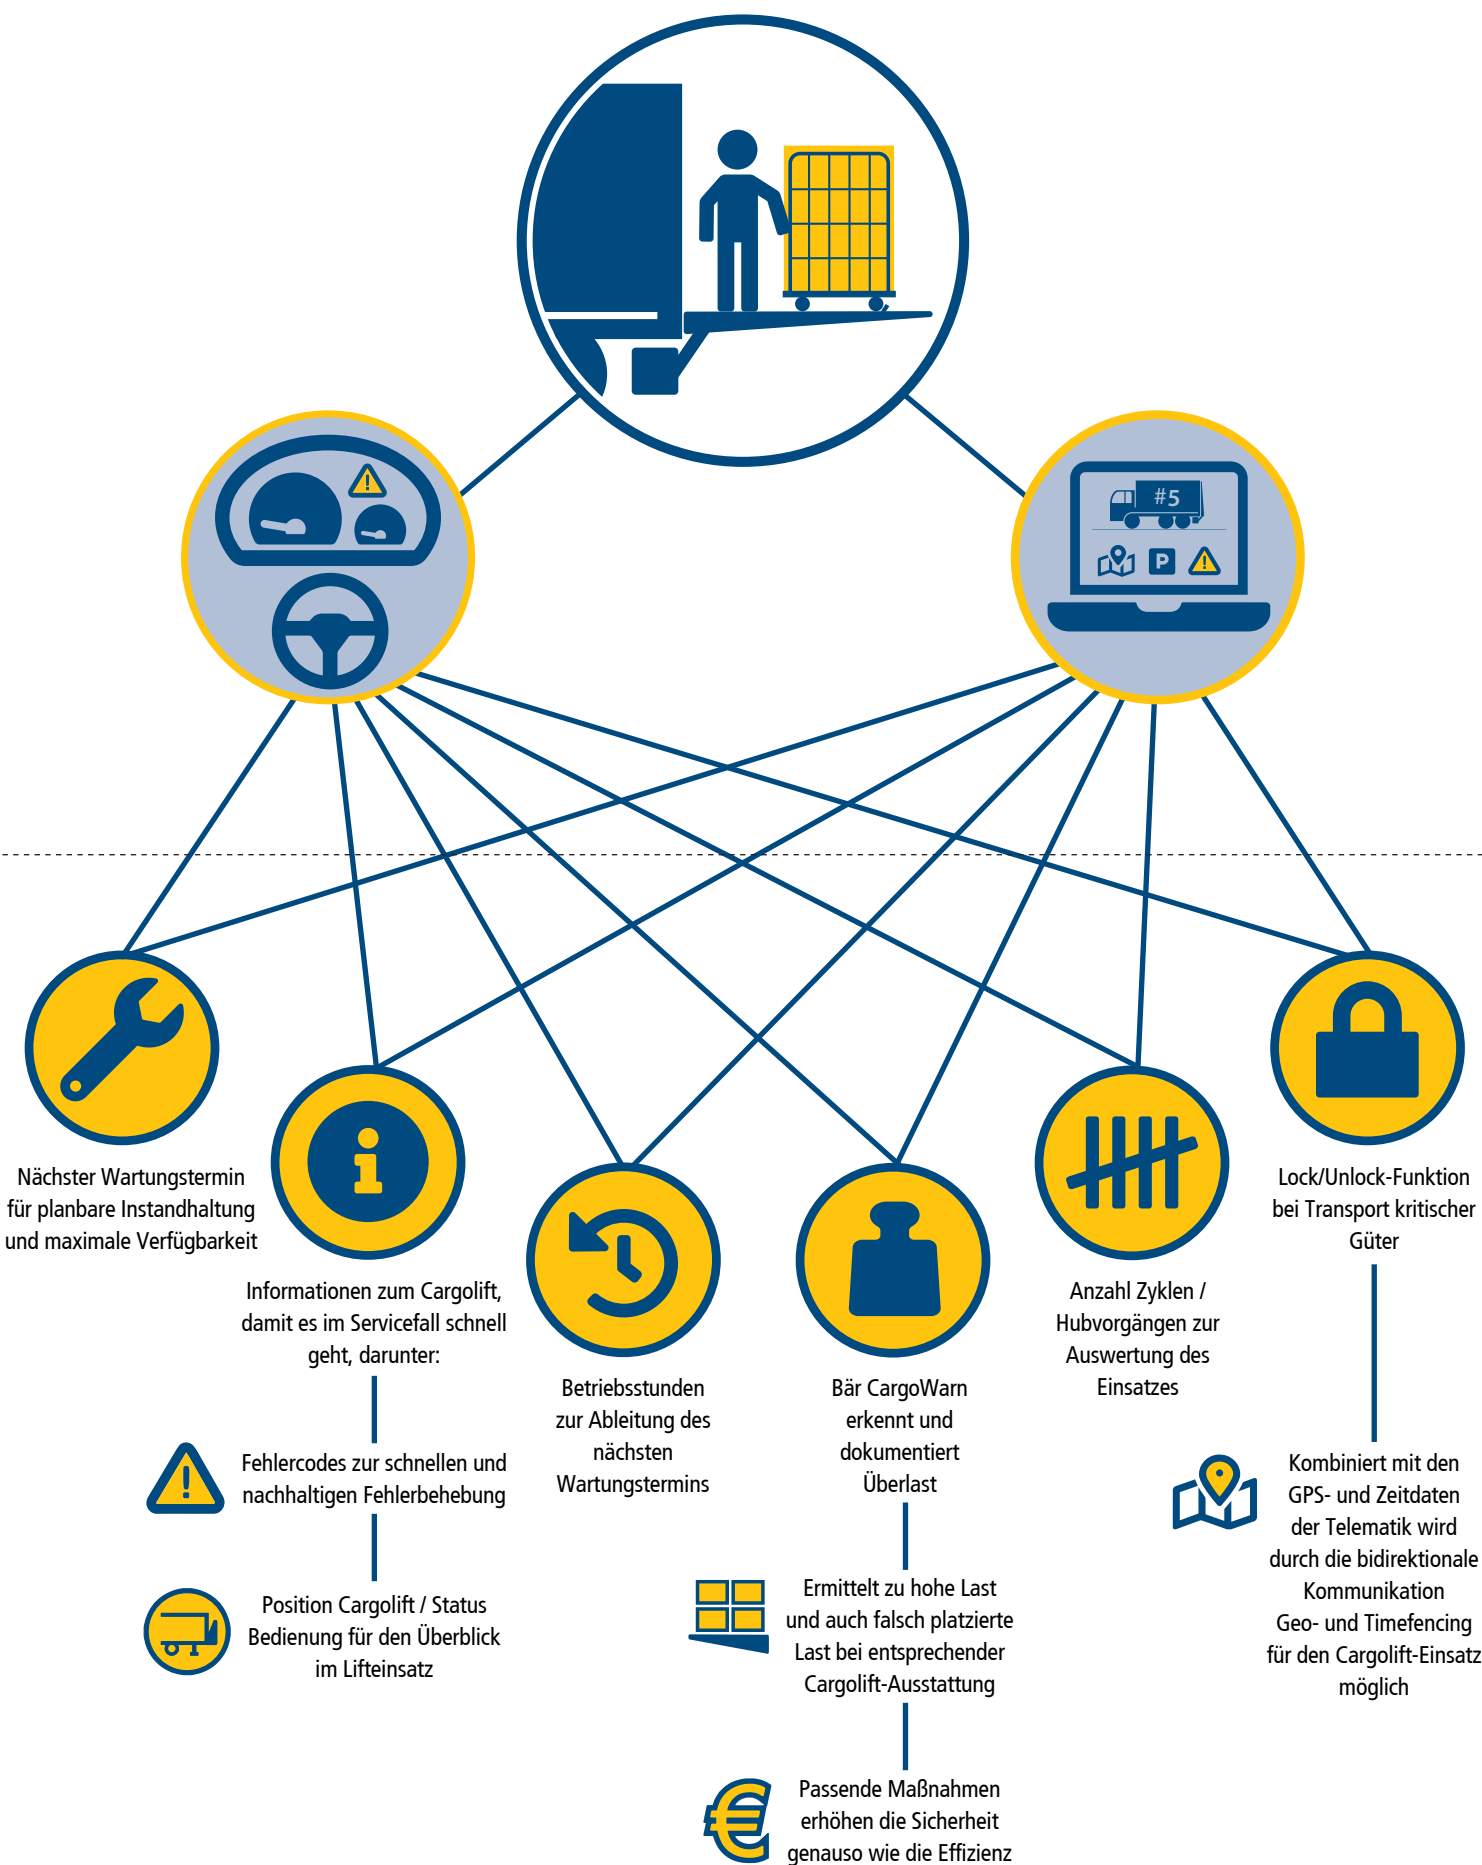 #5
P
Nächster Wartungstermin
für planbare Instandhaltung
und maximale Verfügbarkeit
Informationen zum Cargolift,
damit es im Servicefall schnell
geht, darunter:
Fehlercodes zur schnellen und
nachhaltigen Fehlerbehebung
Position Cargolift / Status
Bedienung für den Überblick
im Lifteinsatz
Betriebsstunden
zur Ableitung des
nächsten
Wartungstermins
Bär CargoWarn
erkennt und
dokumentiert
Überlast
Ermittelt zu hohe Last
und auch falsch platzierte
Last bei entsprechender
Cargolift-Ausstattung
€
Passende Maßnahmen
erhöhen die Sicherheit
genauso wie die Effizienz
Anzahl Zyklen /
Hubvorgängen zur
Auswertung des
Einsatzes
Lock/Unlock-Funktion
bei Transport kritischer
Güter
Kombiniert mit den
GPS- und Zeitdaten
der Telematik wird
durch die bidirektionale
Kommunikation
Geo- und Timefencing
für den Cargolift-Einsatz
möglich